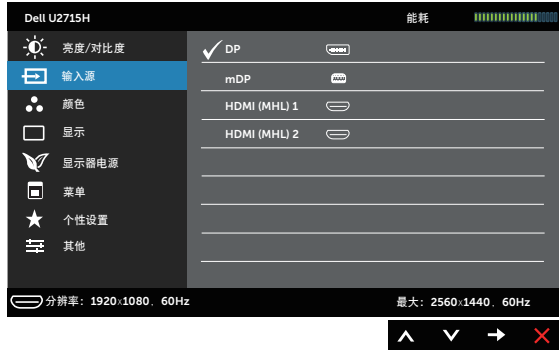 Dell U2715H 能耗
亮度/对比度
输入源
颜色
显示
显示器电源
菜单
个性设置
其他
DP
mDP
HDMI (MHL) 1
HDMI (MHL) 2
分辨率：1920x1080，60Hz 最大：2560x1440，60Hz